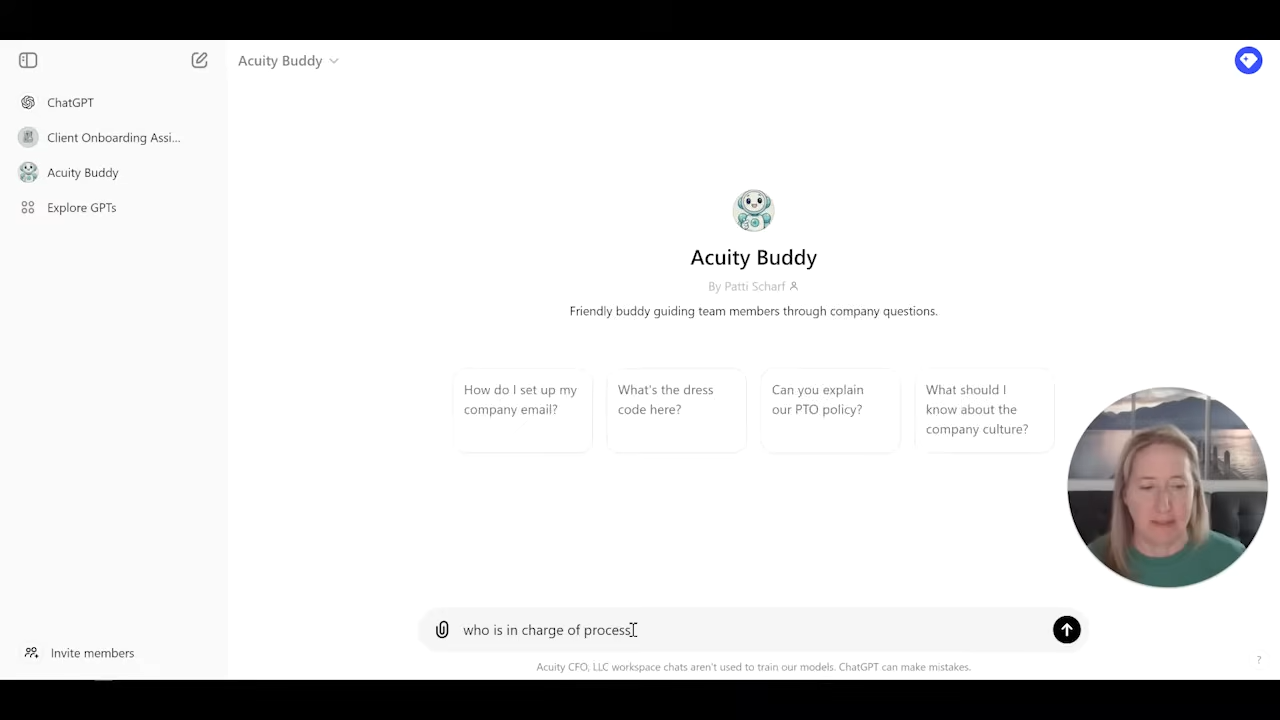 Acuity Buddy
ChatGPT
Client Onboarding Assi...
Acuity Buddy
Explore GPTs
Acuity Buddy
By Patti Scharf
Friendly buddy guiding team members through company questions.
How do I set up my
company email?
What's the dress
code here?
Can you explain
our PTO policy?
What should I
know about the
company culture?
who is in charge of process
Invite members
Acuity CFO, LLC workspace chats aren't used to train our models. ChatGPT can make mistakes.
?